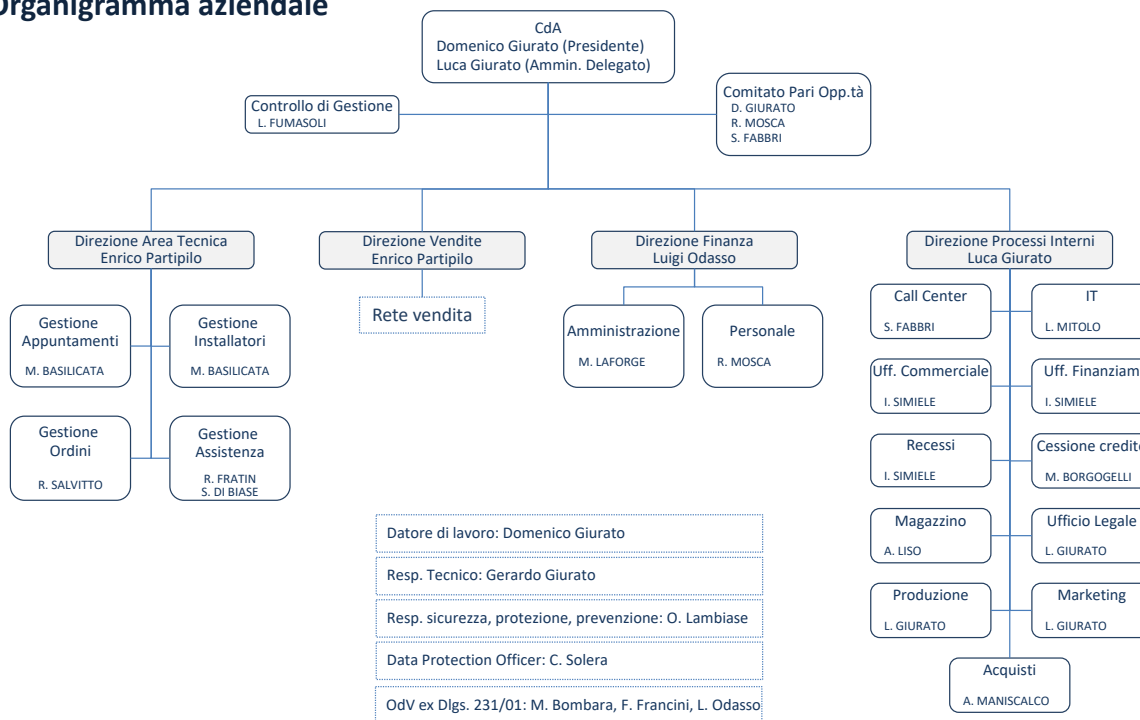 Organigramma aziendale
CdA
Domenico Giurato (Presidente)
Luca Giurato (Ammin. Delegato)
Controllo di Gestione
L. FUMASOLI
Comitato Pari Opp.tà
D. GIURATO
R. MOSCA
S. FABBRI
Direzione Area Tecnica
Enrico Partipilo
Direzione Vendite
Enrico Partipilo
Direzione Finanza
Luigi Odasso
Direzione Processi Interni
Luca Giurato
Gestione
Appuntamenti
M. BASILICATA
Gestione
Installatori
M. BASILICATA
Gestione
Ordini
R. SALVITTO
Gestione
Assistenza
R. FRATIN
S. DI BIASE
Rete vendita
Amministrazione
M. LAFORGE
Personale
R. MOSCA
Call Center
S. FABBRI
IT
L. MITOLO
Uff. Commerciale
I. SIMIELE
Uff. Finanziam
I. SIMIELE
Recessi
I. SIMIELE
Cessione credito
M. BORGOGELLI
Magazzino
A. LISO
Ufficio Legale
L. GIURATO
Produzione
L. GIURATO
Marketing
L. GIURATO
Acquisti
A. MANISCALCO
Datore di lavoro: Domenico Giurato
Resp. Tecnico: Gerardo Giurato
Resp. sicurezza, protezione, prevenzione: O. Lambiase
Data Protection Officer: C. Solera
OdV ex Dlgs. 231/01: M. Bombara, F. Francini, L. Odasso